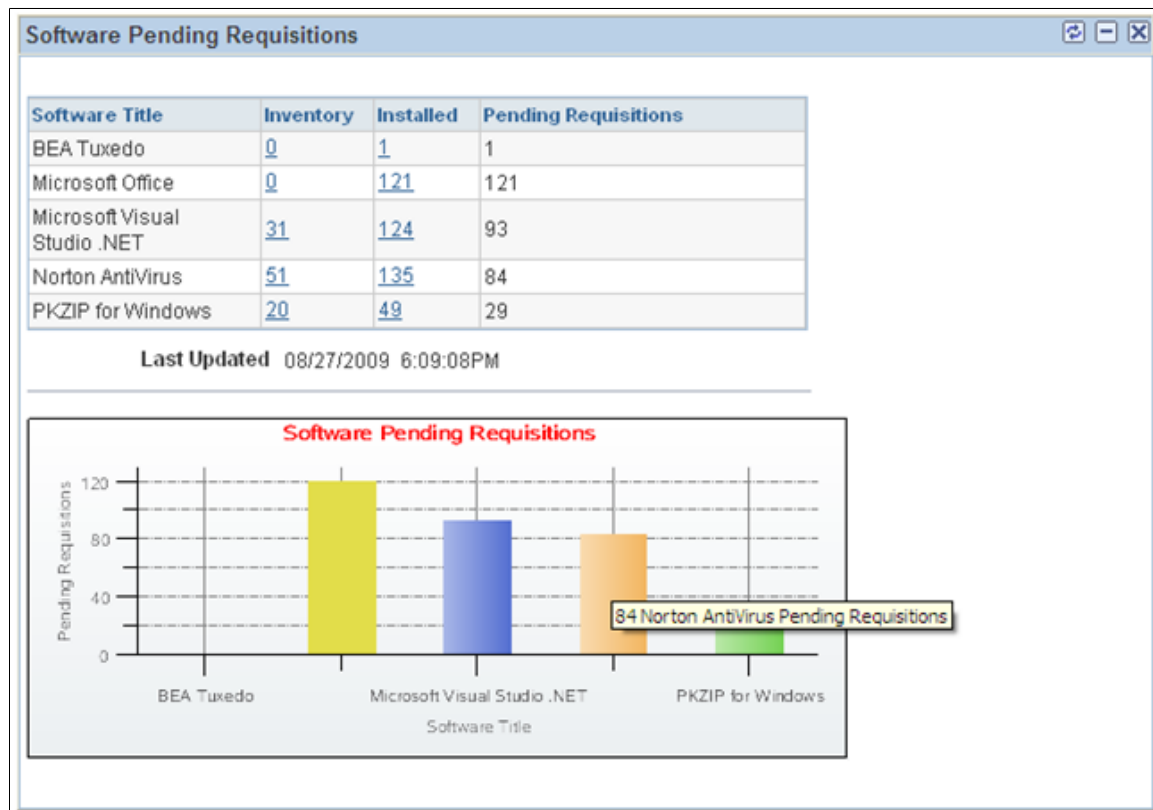 Software Pending Requisitions
Software Title Inventory Installed Pending Requisitions
BEA Tuxedo 0 1 1
Microsoft Office 0 121 121
Microsoft Visual
Studio .NET 31 124 93
Norton AntiVirus 51 135 84
PKZIP for Windows 20 49 29
Last Updated 08/27/2009 6:09:08PM
Software Pending Requisitions
Pending Requisitions
120
80
40
0
84 Norton AntiVirus Pending Requisitions
BEA Tuxedo Microsoft Visual Studio .NET PKZIP for Windows
Software Title